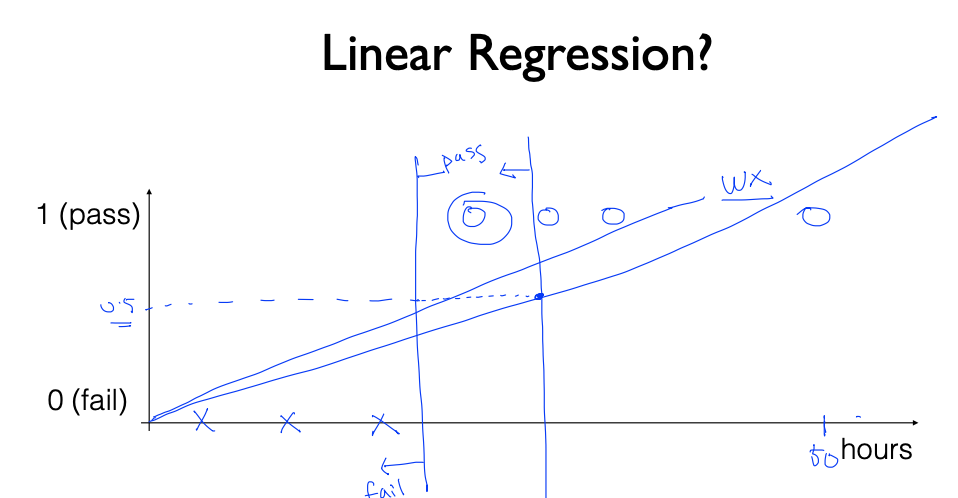 Linear Regression?
pass
WX
1 (pass)
0.5
0 (fail)
50
hours
fail